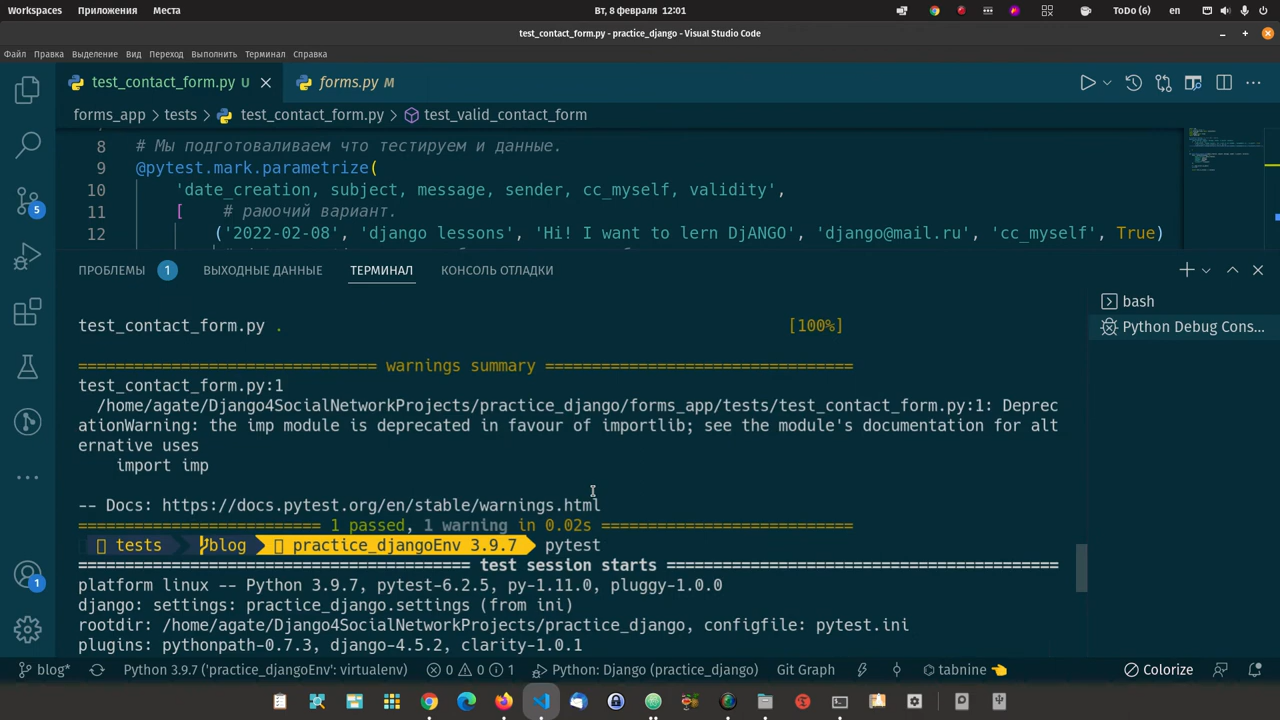 Workspaces Приложения Места Вт, 8 февраля 12:01 ToDo (6) en
test_contact_form.py - practice_django - Visual Studio Code
Файл Правка Выделение Вид Переход Выполнить Терминал Справка
test_contact_form.py U forms.py M
forms_app > tests > test_contact_form.py > test_valid_contact_form
8 # Мы подготоваливаем что тестируем и данные.
9 @pytest.mark.parametrize(
10 'date_creation, subject, message, sender, cc_myself, validity',
11 [ # раюочий вариант.
12 ('2022-02-08', 'django lessons', 'Hi! I want to lern DjANGO', 'django@mail.ru', 'cc_myself', True)
5
ПРОБЛЕМЫ 1 ВЫХОДНЫЕ ДАННЫЕ ТЕРМИНАЛ КОНСОЛЬ ОТЛАДКИ
bash
Python Debug Cons...
test_contact_form.py . [100%]
============================== warnings summary ===============================
test_contact_form.py:1
/home/agate/Django4SocialNetworkProjects/practice_django/forms_app/tests/test_contact_form.py:1: Deprec
ationWarning: the imp module is deprecated in favour of importlib; see the module's documentation for alt
ernative uses
import imp
-- Docs: https://docs.pytest.org/en/stable/warnings.html
========================== 1 passed, 1 warning in 0.02s ===========================
tests blog practice_djangoEnv 3.9.7 pytest
========================================== test session starts ===========================================
platform linux -- Python 3.9.7, pytest-6.2.5, py-1.11.0, pluggy-1.0.0
django: settings: practice_django.settings (from ini)
rootdir: /home/agate/Django4SocialNetworkProjects/practice_django, configfile: pytest.ini
plugins: pythonpath-0.7.3, django-4.5.2, clarity-1.0.1
1
blog* Python 3.9.7 ('practice_djangoEnv': virtualenv) 0 0 1 Python: Django (practice_django) Git Graph tabnine Colorize